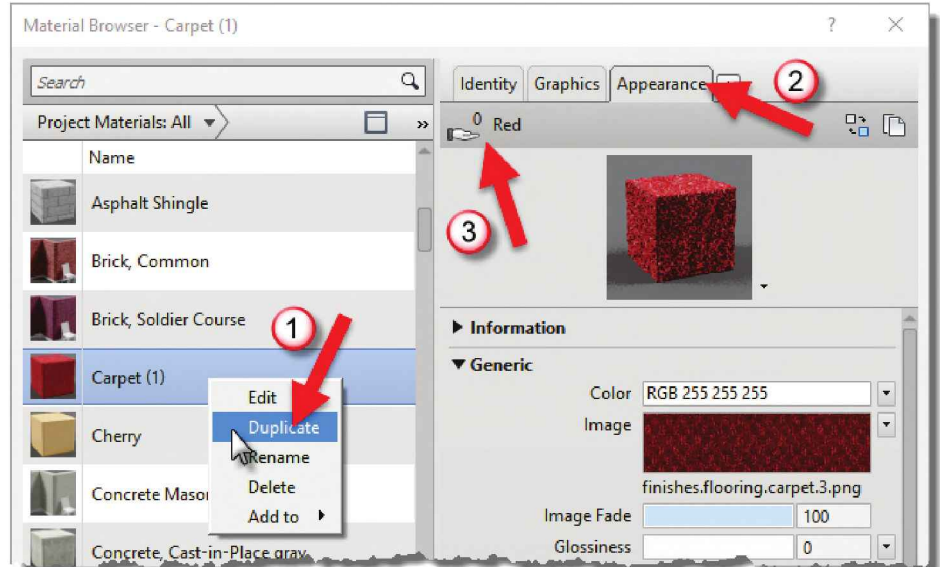 Material Browser - Carpet (1)
?
Search
Project Materials: All
»
Name
Asphalt Shingle
Brick, Common
Brick, Soldier Course
Carpet (1)
Cherry
Concrete Mason
Concrete, Cast-in-Place gray
1
Edit
Duplicate
Rename
Delete
Add to
Identity
Graphics
Appearance
2
0
Red
3
Information
Generic
Color
RGB 255 255 255
Image
finishes.flooring.carpet.3.png
Image Fade
100
Glossiness
0